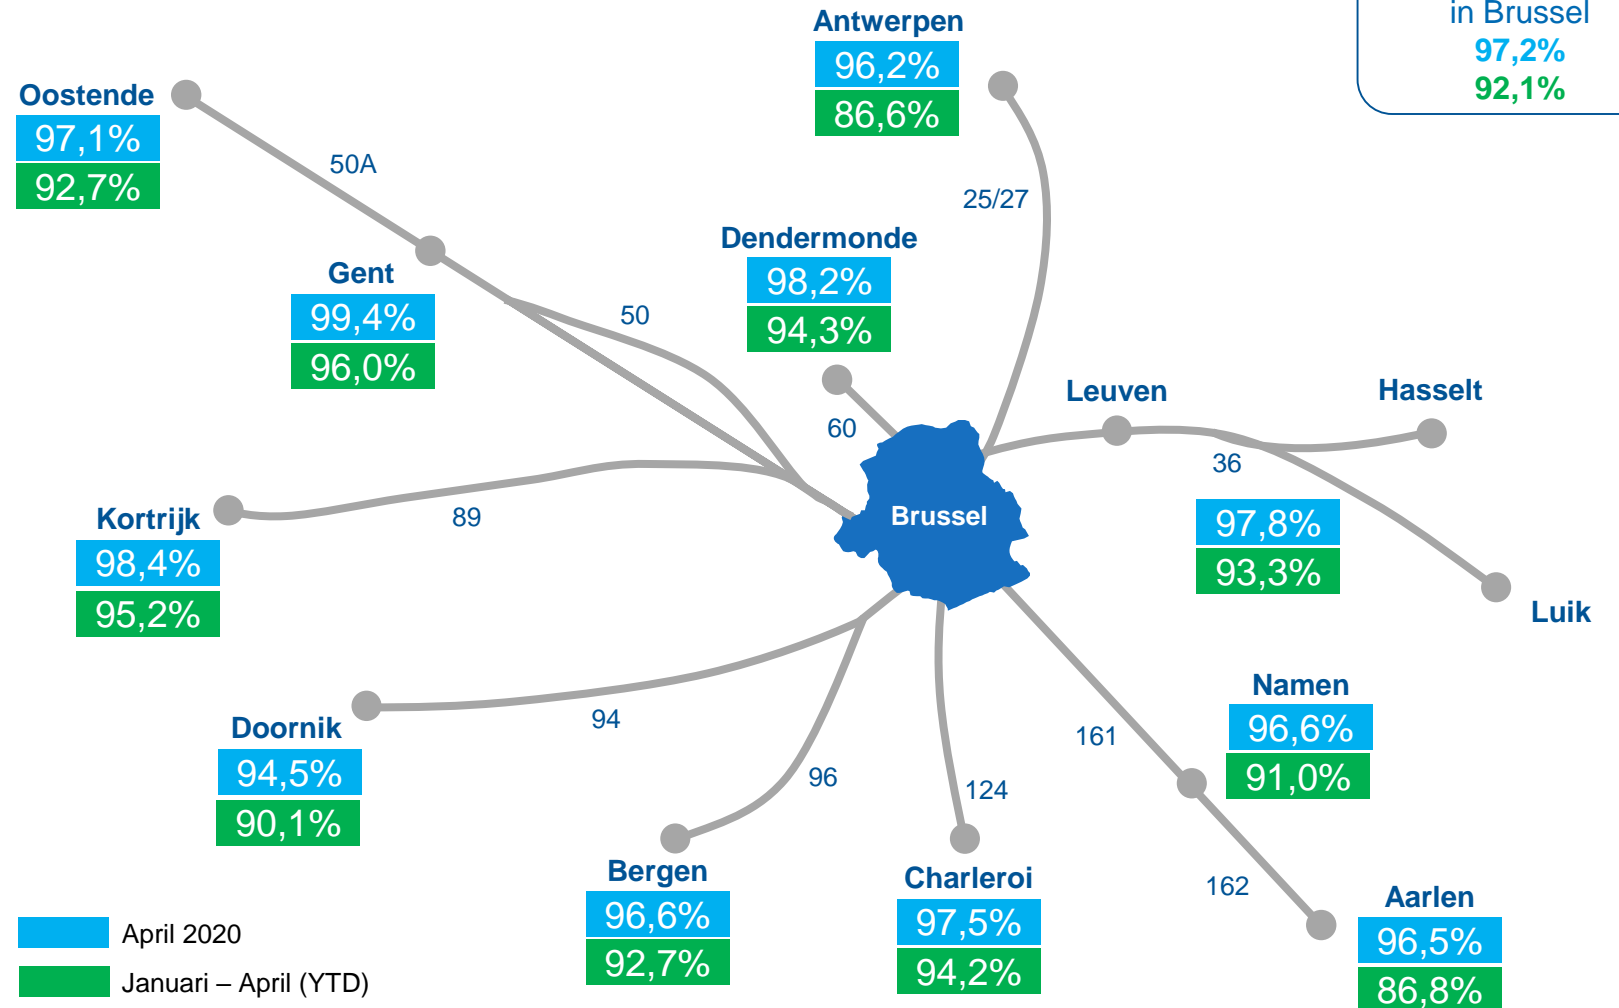 in Brussel
97,2%
92,1%
Antwerpen
96,2%
86,6%
Oostende
97,1%
92,7%
50A
25/27
Dendermonde
98,2%
94,3%
Gent
99,4%
96,0%
50
60
Leuven
Hasselt
36
97,8%
93,3%
Luik
Brussel
Kortrijk
98,4%
95,2%
89
Doornik
94,5%
90,1%
94
96
124
161
Namen
96,6%
91,0%
162
Bergen
96,6%
92,7%
Charleroi
97,5%
94,2%
Aarlen
96,5%
86,8%
April 2020
Januari – April (YTD)